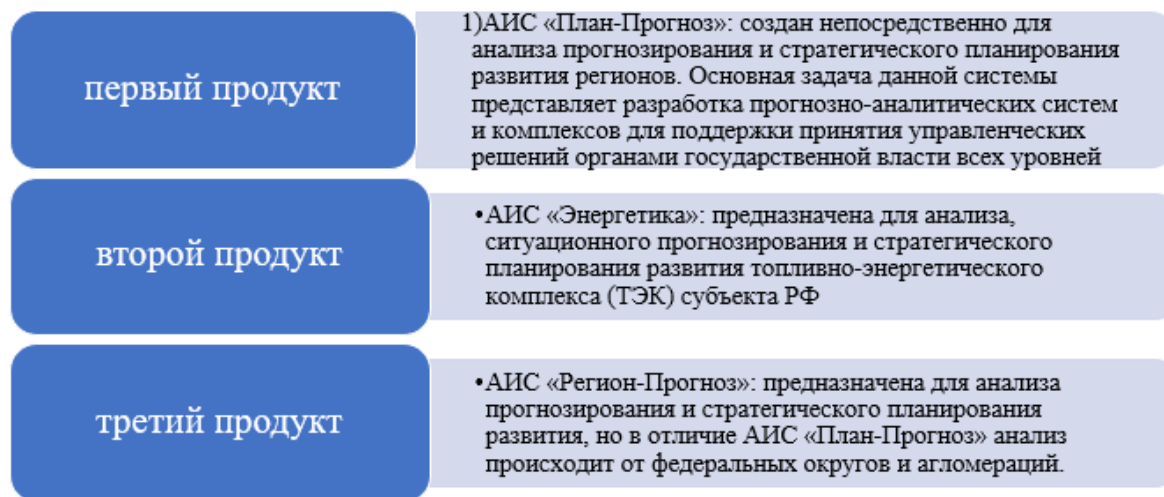 первый продукт
1)АИС «План-Прогноз»: создан непосредственно для
анализа прогнозирования и стратегического планирования
развития регионов. Основная задача данной системы
представляет разработка прогнозно-аналитических систем
и комплексов для поддержки принятия управленческих
решений органами государственной власти всех уровней
второй продукт
•АИС «Энергетика»: предназначена для анализа,
ситуационного прогнозирования и стратегического
планирования развития топливно-энергетического
комплекса (ТЭК) субъекта РФ
третий продукт
•АИС «Регион-Прогноз»: предназначена для анализа
прогнозирования и стратегического планирования
развития, но в отличие АИС «План-Прогноз» анализ
происходит от федеральных округов и агломераций.